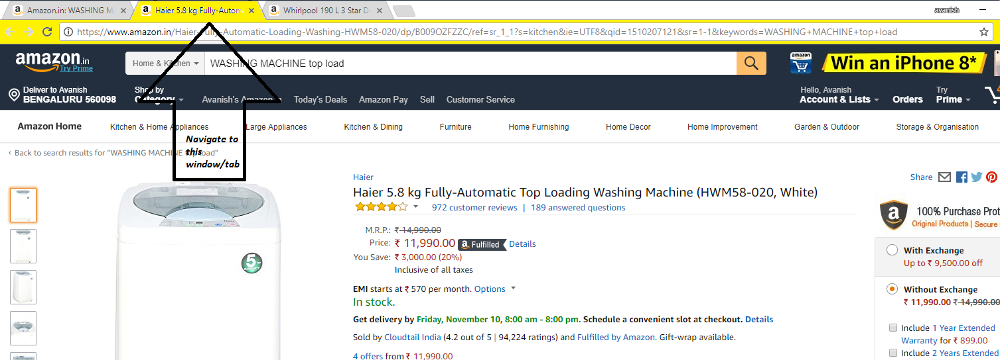 Amazon.in: WASHING M
Haier 5.8 kg Fully-Autom
Whirlpool 190 L 3 Star Di
avanish
https://www.amazon.in/Haier-Fully-Automatic-Loading-Washing-HWM58-020/dp/B009OZFZZC/ref=sr_1_1?s=kitchen&ie=UTF8&qid=1510207121&sr=1-1&keywords=WASHING+MACHINE+top+load
amazon.in
Try Prime
Home & Kitchen
WASHING MACHINE top load
amazon
Win an iPhone 8*
Deliver to Avanish
BENGALURU 560098
Shop by
Category
Avanish's Amazon.in
Today's Deals
Amazon Pay
Sell
Customer Service
Hello, Avanish
Account & Lists
Orders
Try
Prime
Amazon Home
Kitchen & Home Appliances
Large Appliances
Kitchen & Dining
Furniture
Home Furnishing
Home Decor
Home Improvement
Garden & Outdoor
Storage & Organisation
Navigate to
this
window/tab
‹ Back to search results for "WASHING MACHINE top load"
Haier
Share
Haier 5.8 kg Fully-Automatic Top Loading Washing Machine (HWM58-020, White)
972 customer reviews | 189 answered questions
M.R.P.: ₹ 14,990.00
Price: ₹ 11,990.00 a Fulfilled Details
You Save: ₹ 3,000.00 (20%)
Inclusive of all taxes
EMI starts at ₹ 570 per month. Options
In stock.
Get delivery by Friday, November 10, 8:00 am - 8:00 pm. Schedule a convenient slot at checkout. Details
Sold by Cloudtail India (4.2 out of 5 | 94,224 ratings) and Fulfilled by Amazon. Gift-wrap available.
4 offers from ₹ 11,990.00
5
a
100% Purchase Prot
Original Products | Secure
With Exchange
Up to ₹ 9,500.00 off
Without Exchange
₹ 11,990.00 ₹ 14,990.00
Include 1 Year Extended
Warranty for ₹ 899.00
Include 2 Years Extended